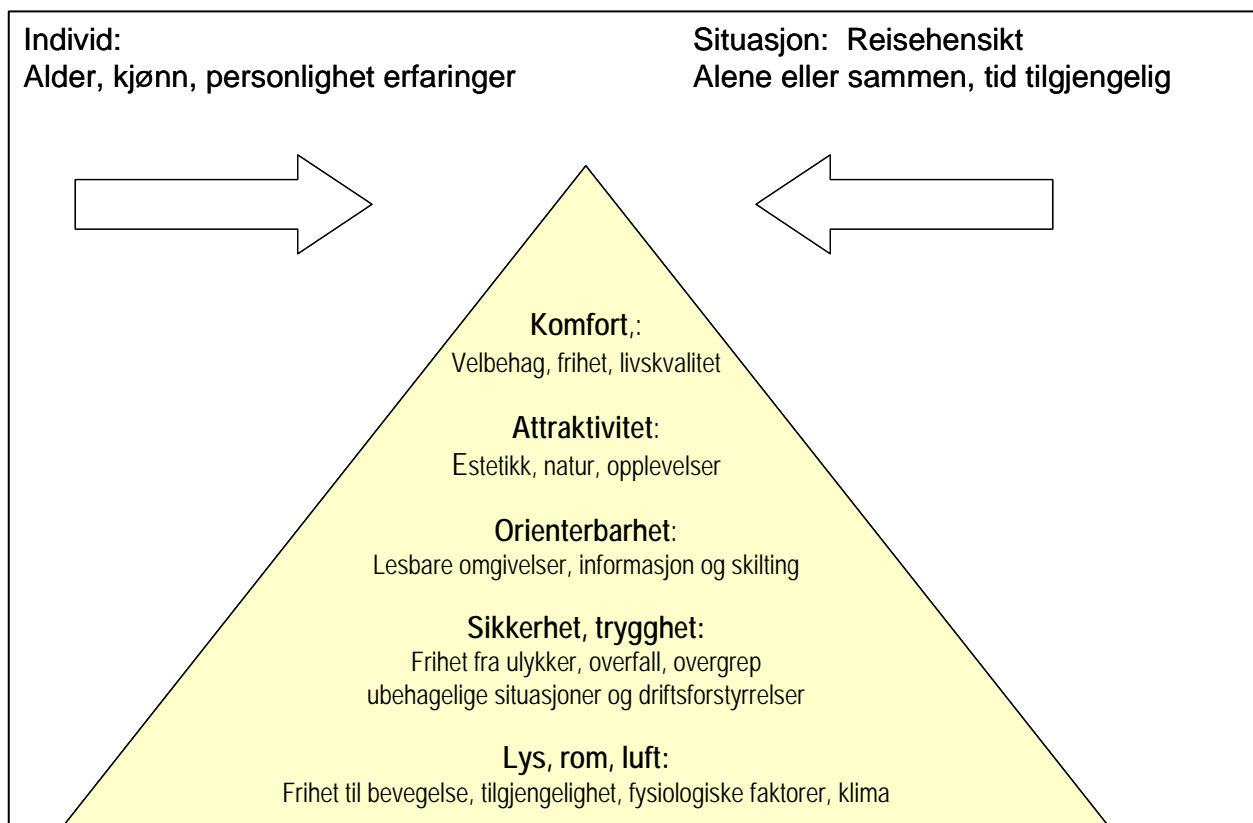 Individ:
Alder, kjønn, personlighet erfaringer
Situasjon:  Reisehensikt
Alene eller sammen, tid tilgjengelig
Komfort,:
Velbehag, frihet, livskvalitet
Attraktivitet:
Estetikk, natur, opplevelser
Orienterbarhet:
Lesbare omgivelser, informasjon og skilting
Sikkerhet, trygghet:
Frihet fra ulykker, overfall, overgrep
ubehagelige situasjoner og driftsforstyrrelser
Lys, rom, luft:
Frihet til bevegelse, tilgjengelighet, fysiologiske faktorer, klima